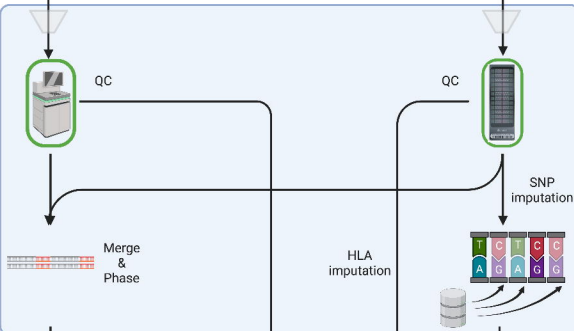 QC
QC
SNP
imputation
Merge
&
Phase
HLA
imputation
T C T C C
A G A G G